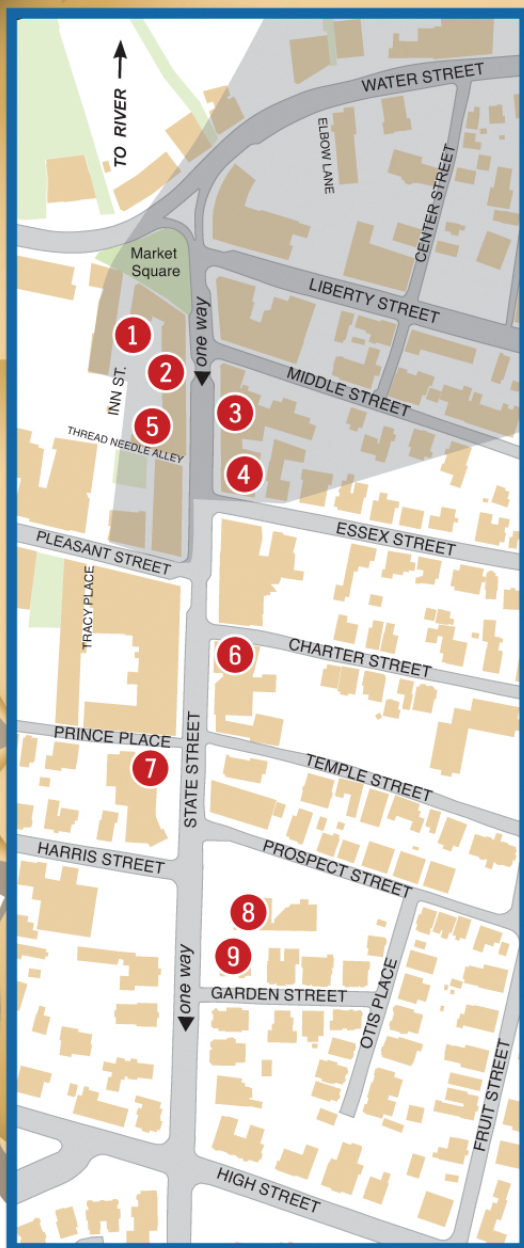 TO RIVER
WATER STREET
ELBOW LANE
CENTER STREET
Market
Square
LIBERTY STREET
one way
1
INN ST.
2
MIDDLE STREET
3
5
THREAD NEEDLE ALLEY
4
ESSEX STREET
PLEASANT STREET
TRACY PLACE
6
CHARTER STREET
PRINCE PLACE
7
STATE STREET
TEMPLE STREET
HARRIS STREET
PROSPECT STREET
8
9
one way
GARDEN STREET
OTIS PLACE
FRUIT STREET
HIGH STREET